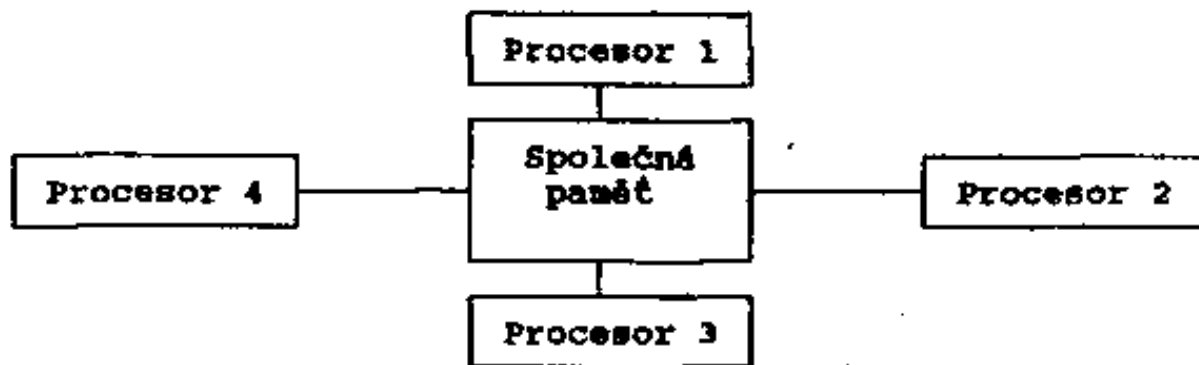 Procesor 1
Společná
paměť
Procesor 4
Procesor 2
Procesor 3